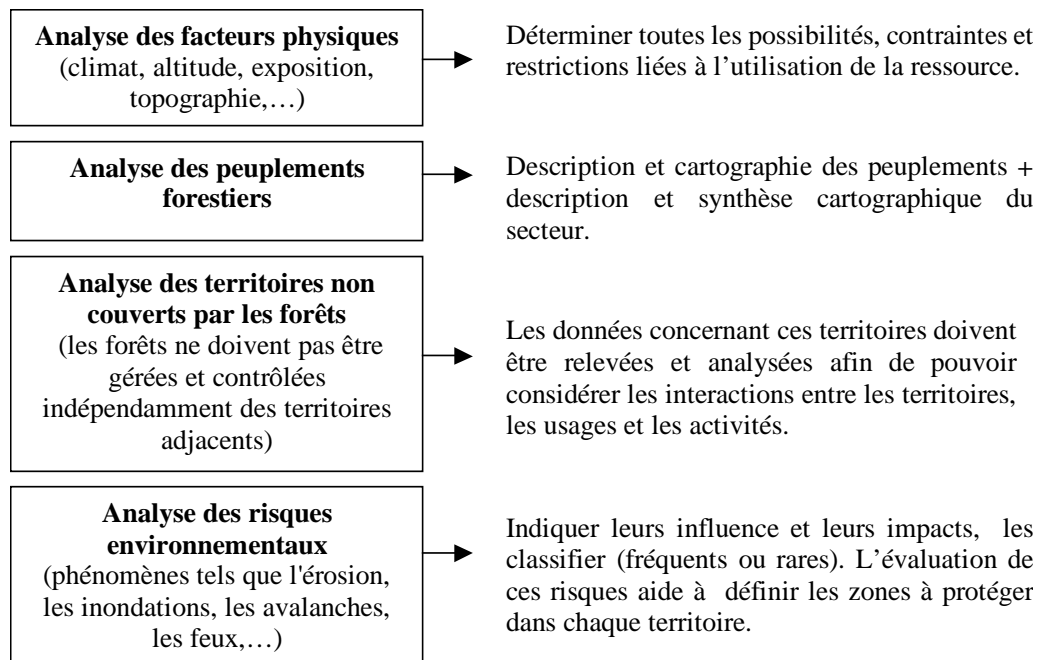 Analyse des facteurs physiques
(climat, altitude, exposition,
topographie,…)
Déterminer toutes les possibilités, contraintes et
restrictions liées à l’utilisation de la ressource.
Analyse des peuplements
forestiers
Description et cartographie des peuplements +
description et synthèse cartographique du
secteur.
Analyse des territoires non
couverts par les forêts
(les forêts ne doivent pas être
gérées et contrôlées
indépendamment des territoires
adjacents)
Les données concernant ces territoires doivent
être relevées et analysées afin de pouvoir
considérer les interactions entre les territoires,
les usages et les activités.
Analyse des risques
environnementaux
(phénomènes tels que l'érosion,
les inondations, les avalanches,
les feux,…)
Indiquer leurs influence et leurs impacts, les
classifier (fréquents ou rares). L’évaluation de
ces risques aide à définir les zones à protéger
dans chaque territoire.